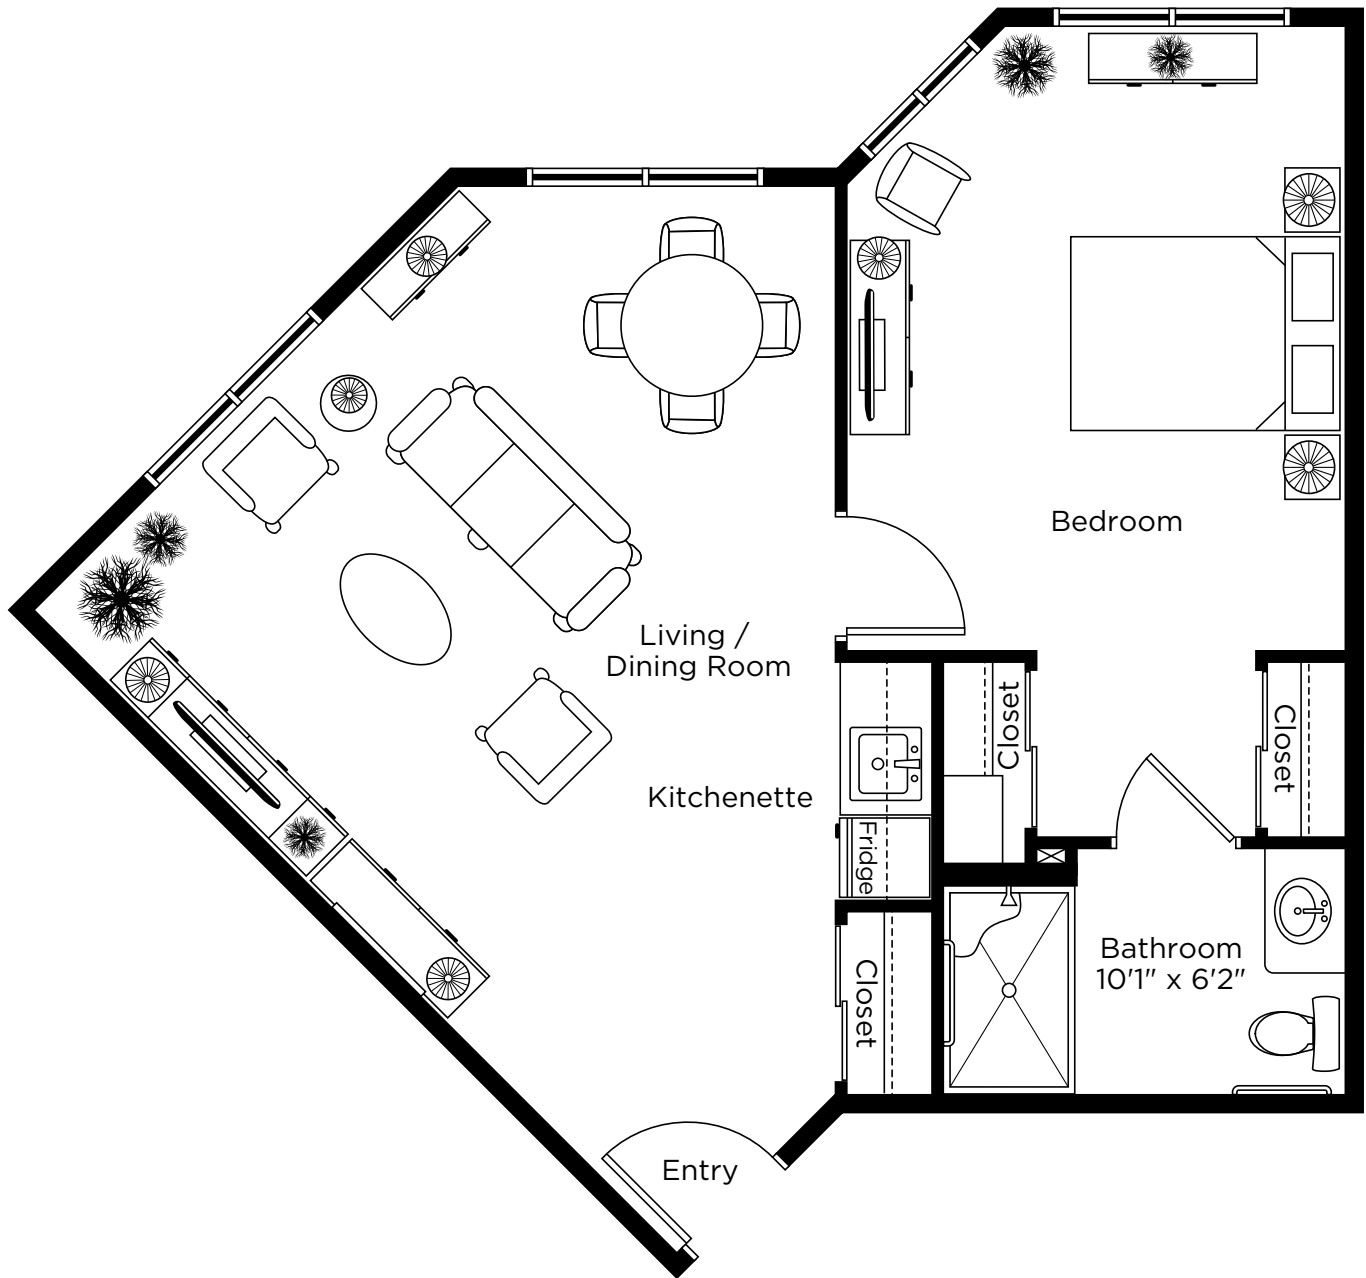 Bedroom
Living /
Dining Room
Closet
Closet
Kitchenette
Fridge
Bathroom
10'1" x 6'2"
Closet
Entry